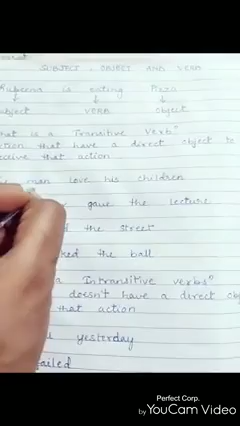 SUBJECT, OBJECT AND VERB
is eating Pizza
ubject VERB object
hat is a Transitive Verb"
ction that have a direct object to
eceive that action
man love his children
gave the lecture
the street
ked the ball
a Intransitive verbs"
doesn't have a direct obj
that action
yesterday
ailed
Perfect Corp.
by YouCam Video